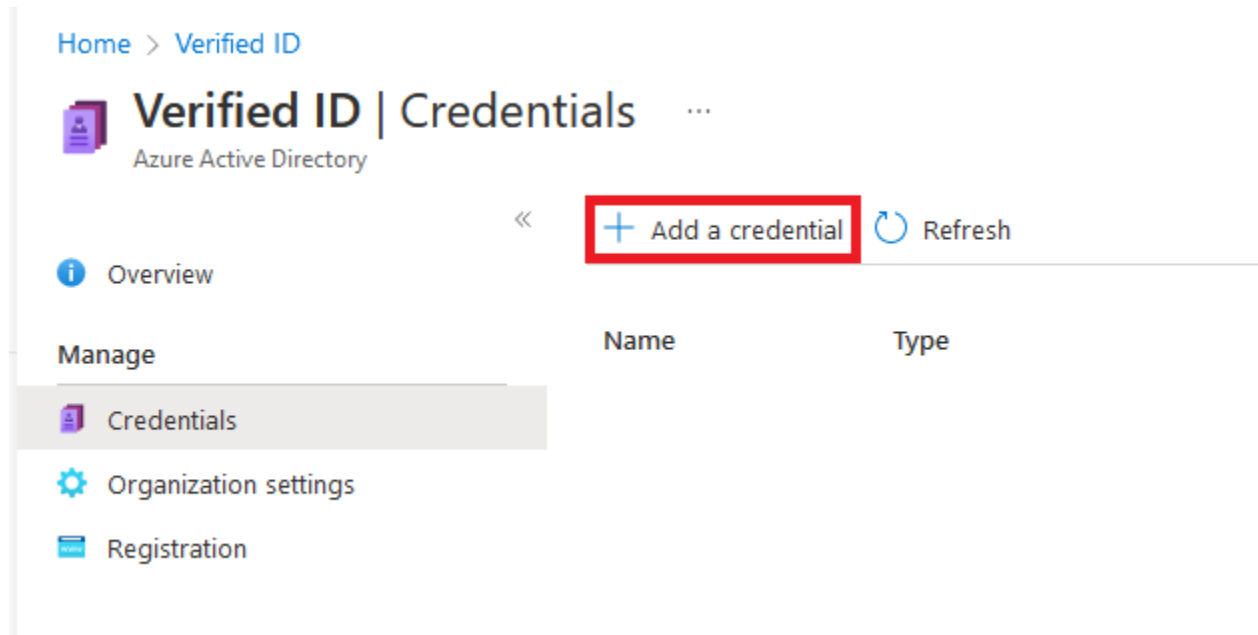 Home > Verified ID
Verified ID | Credentials ...
Azure Active Directory
«
+ Add a credential Refresh
Overview
Name Type
Manage
Credentials
Organization settings
Registration